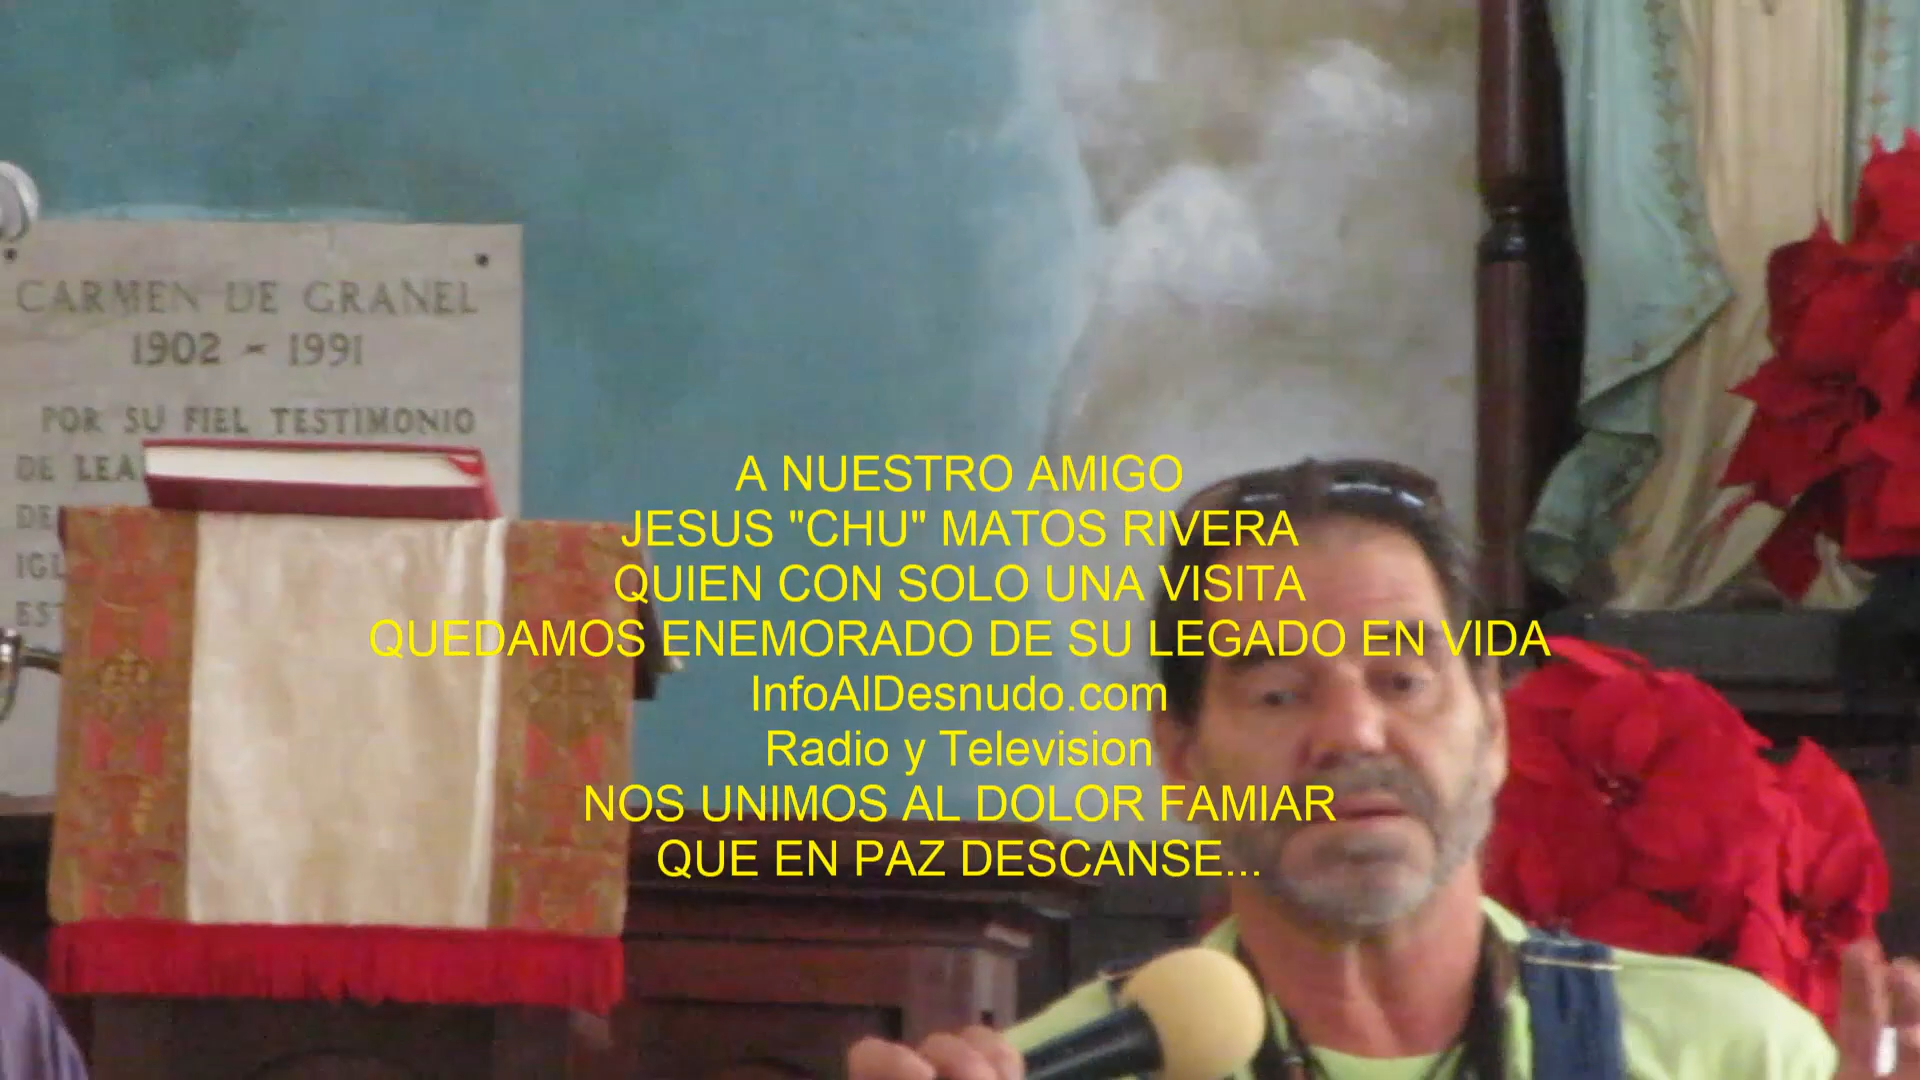 CARMEN DE GRANEL
1902 - 1991
POR SU FIEL TESTIMONIO
DE
A NUESTRO AMIGO
JESUS "CHU" MATOS RIVERA
QUIEN CON SOLO UNA VISITA
QUEDAMOS ENEMORADO DE SU LEGADO EN VIDA
InfoAlDesnudo.com
Radio y Television
NOS UNIMOS AL DOLOR FAMIAR
QUE EN PAZ DESCANSE...